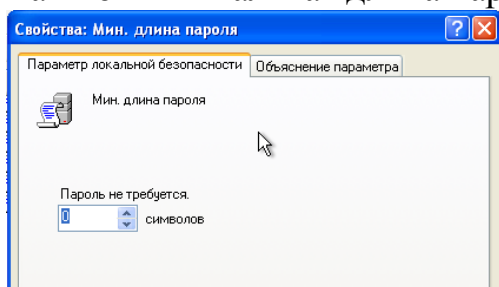 Свойства: Мин. длина пароля
Параметр локальной безопасности Объяснение параметра
Мин. длина пароля
Пароль не требуется.
0 символов